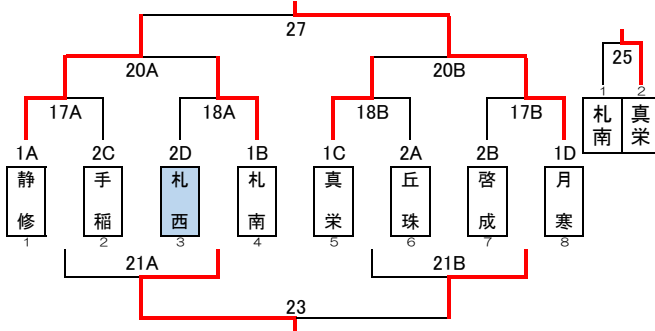 27
20A 20B 25
1 2
17A 18A 18B 17B
札南 真栄
1A 2C 2D 1B 1C 2A 2B 1D
静修 手稲 札西 札南 真栄 丘珠 啓成 月寒
1 2 3 4 5 6 7 8
21A 21B
23